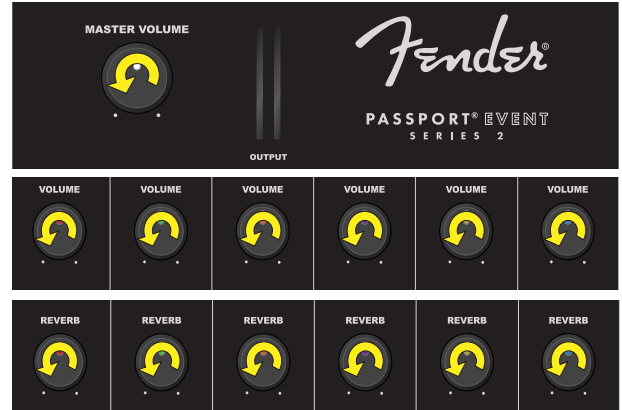 MASTER VOLUME
Fender®
PASSPORT® EVENT
SERIES 2
OUTPUT
VOLUME VOLUME VOLUME VOLUME VOLUME VOLUME
REVERB REVERB REVERB REVERB REVERB REVERB